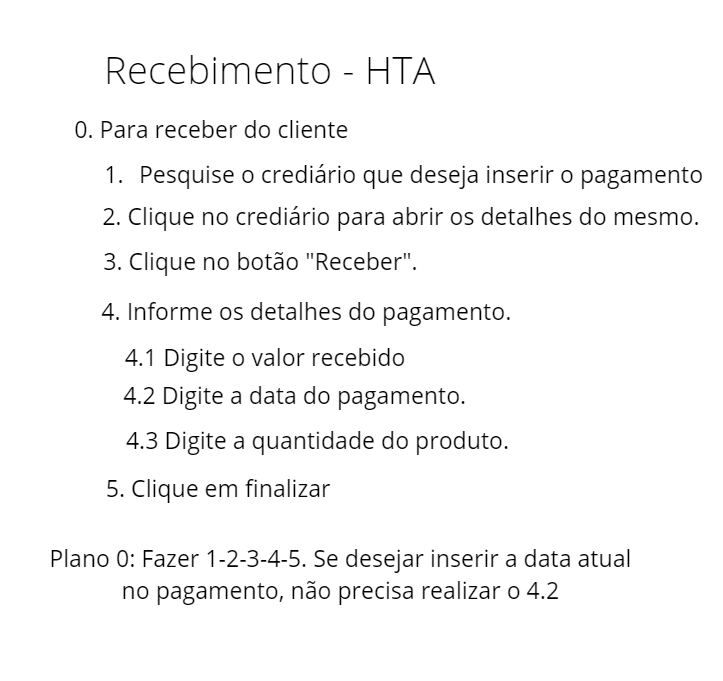 Recebimento - HTA
0. Para receber do cliente
1. Pesquise o crediário que deseja inserir o pagamento
2. Clique no crediário para abrir os detalhes do mesmo.
3. Clique no botão "Receber".
4. Informe os detalhes do pagamento.
4.1 Digite o valor recebido
4.2 Digite a data do pagamento.
4.3 Digite a quantidade do produto.
5. Clique em finalizar
Plano 0: Fazer 1-2-3-4-5. Se desejar inserir a data atual
no pagamento, não precisa realizar o 4.2